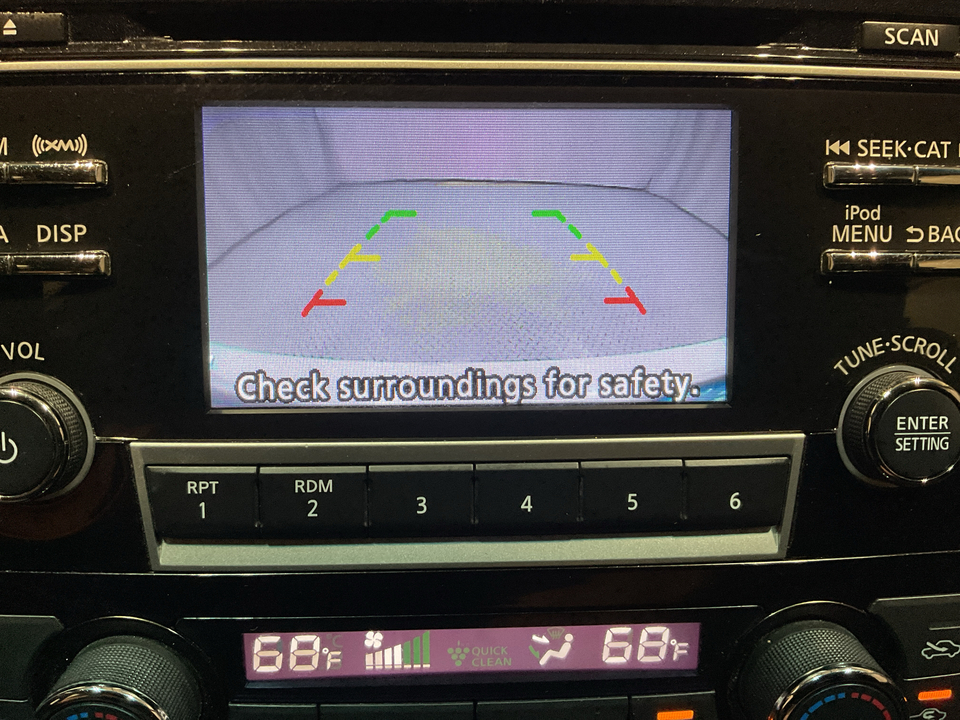 SCAN
M
((XM))
SEEK·CAT
A
DISP
iPod
MENU
BAC
VOL
TUNE·SCROLL
Check surroundings for safety.
ENTER
SETTING
RPT
1
RDM
2
3
4
5
6
68°F
QUICK
CLEAN
68°F